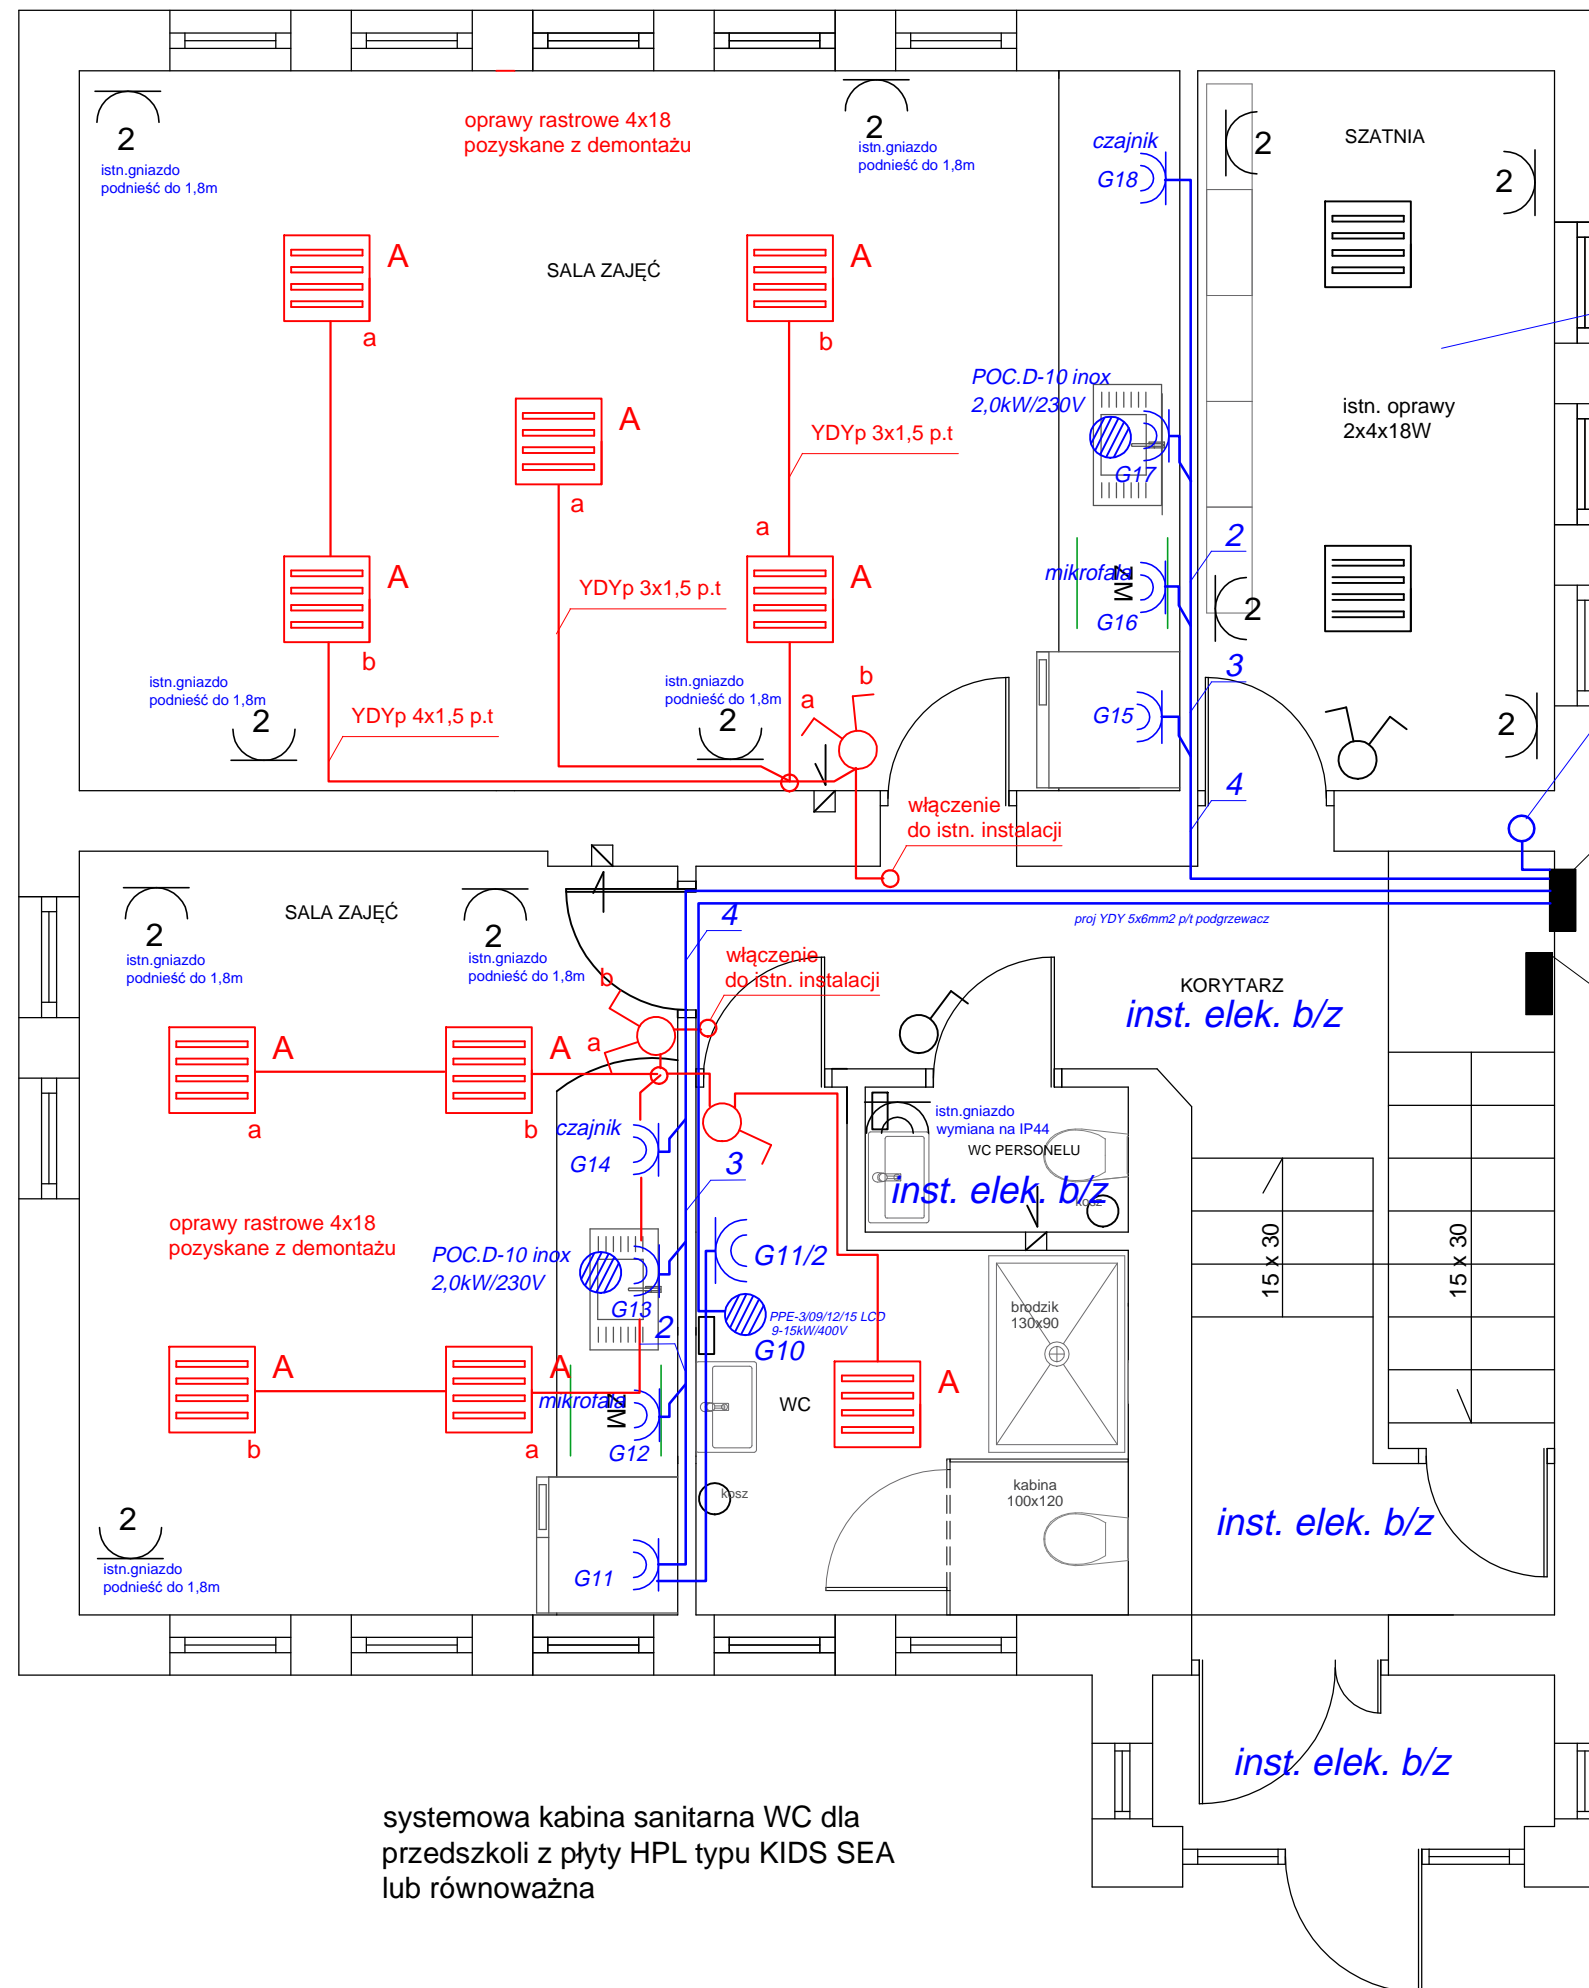 2
istn.gniazdo
podnieść do 1,8m
oprawy rastrowe 4x18
pozyskane z demontażu
2
istn.gniazdo
podnieść do 1,8m
czajnik
G18
2
SZATNIA
2
A
a
SALA ZAJĘĆ
A
b
POC.D-10 inox
2,0kW/230V
G17
istn. oprawy
2x4x18W
A
a
YDYp 3x1,5 p.t
a
A
b
YDYp 3x1,5 p.t
A
2
mikrofala
ZM
G16
2
istn.gniazdo
podnieść do 1,8m
2
YDYp 4x1,5 p.t
istn.gniazdo
podnieść do 1,8m
2
a
b
3
G15
2
4
włączenie
do istn. instalacji
2
istn.gniazdo
podnieść do 1,8m
SALA ZAJĘĆ
2
istn.gniazdo
podnieść do 1,8m
4
proj YDY 5x6mm2 p/t podgrzewacz
włączenie
do istn. instalacji
b
a
KORYTARZ
inst. elek. b/z
A
a
A
b
czajnik
G14
3
istn.gniazdo
wymiana na IP44
WC PERSONELU
inst. elek. b/z
kosz
oprawy rastrowe 4x18
pozyskane z demontażu
POC.D-10 inox
2,0kW/230V
G13
G11/2
15 x 30
15 x 30
2
PPE-3/09/12/15 LCD
9-15kW/400V
G10
brodzik
130x90
A
b
A
a
mikrofala
ZM
G12
WC
A
kosz
kabina
100x120
2
istn.gniazdo
podnieść do 1,8m
G11
inst. elek. b/z
inst. elek. b/z
systemowa kabina sanitarna WC dla
przedszkoli z płyty HPL typu KIDS SEA
lub równoważna